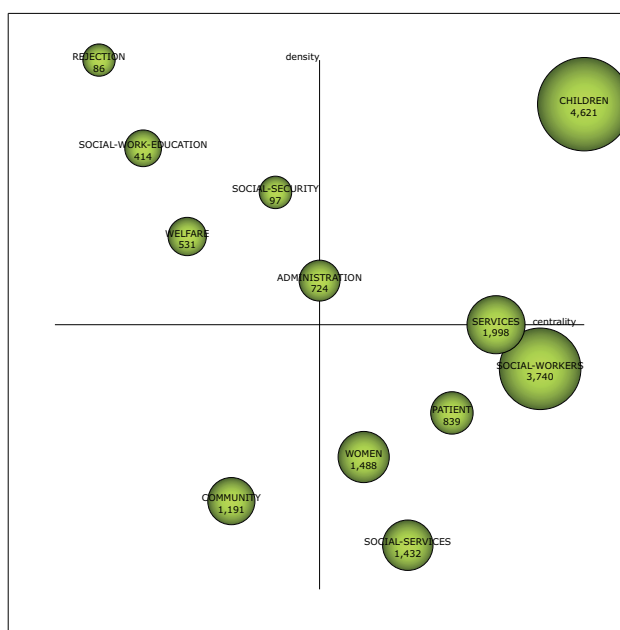 REJECTION
86
density
CHILDREN
4,621
SOCIAL-WORK-EDUCATION
414
SOCIAL-SECURITY
97
WELFARE
531
ADMINISTRATION
724
SERVICES
1,998
centrality
SOCIAL-WORKERS
3,740
PATIENT
839
WOMEN
1,488
COMMUNITY
1,191
SOCIAL-SERVICES
1,432